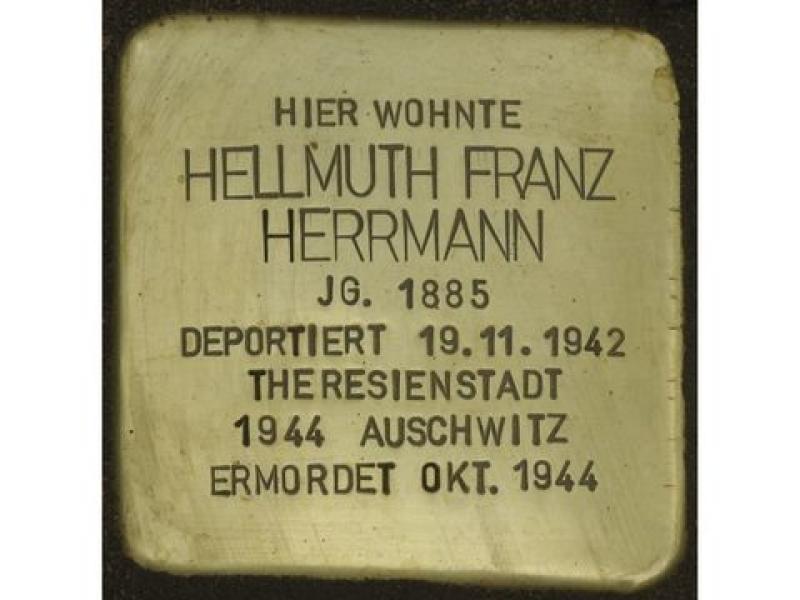 HIER WOHNTE
HELLMUTH FRANZ
HERRMANN
JG. 1885
DEPORTIERT 19.11.1942
THERESIENSTADT
1944 AUSCHWITZ
ERMORDET OKT. 1944